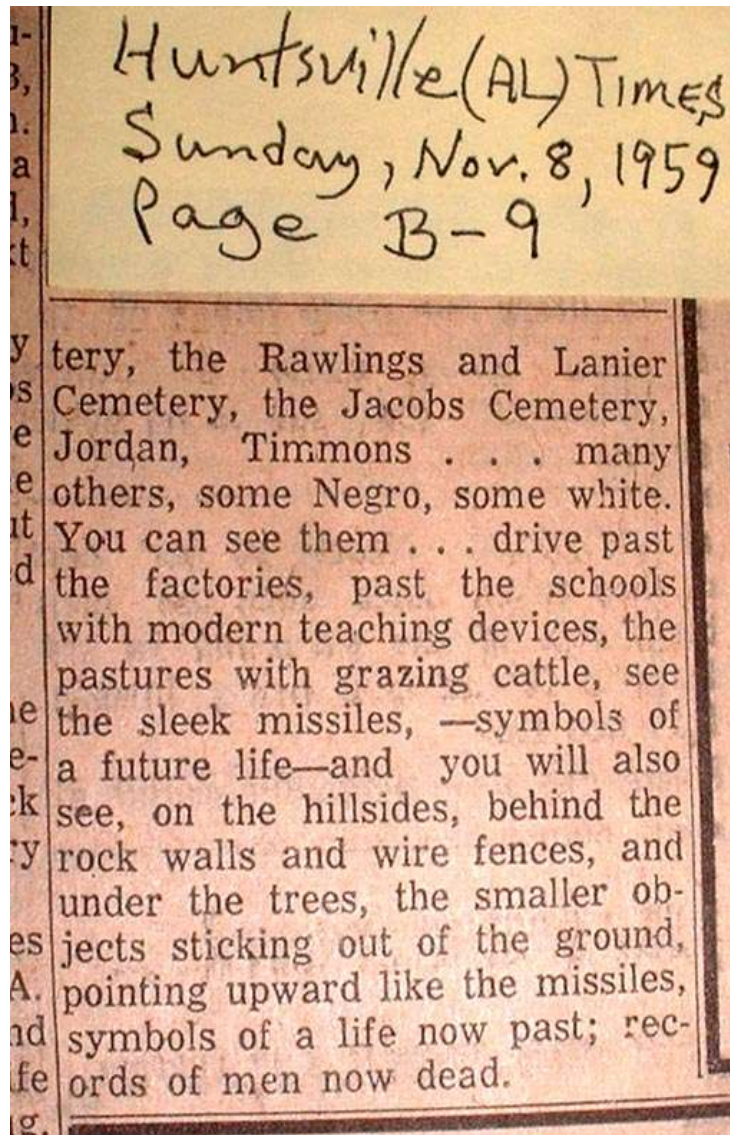 Huntsville (AL) Times
Sunday, Nov. 8, 1959
Page B-9
tery, the Rawlings and Lanier
Cemetery, the Jacobs Cemetery,
Jordan, Timmons . . . many
others, some Negro, some white.
You can see them . . . drive past
the factories, past the schools
with modern teaching devices, the
pastures with grazing cattle, see
the sleek missiles, —symbols of
a future life—and you will also
see, on the hillsides, behind the
rock walls and wire fences, and
under the trees, the smaller ob-
jects sticking out of the ground,
pointing upward like the missiles,
symbols of a life now past; rec-
ords of men now dead.